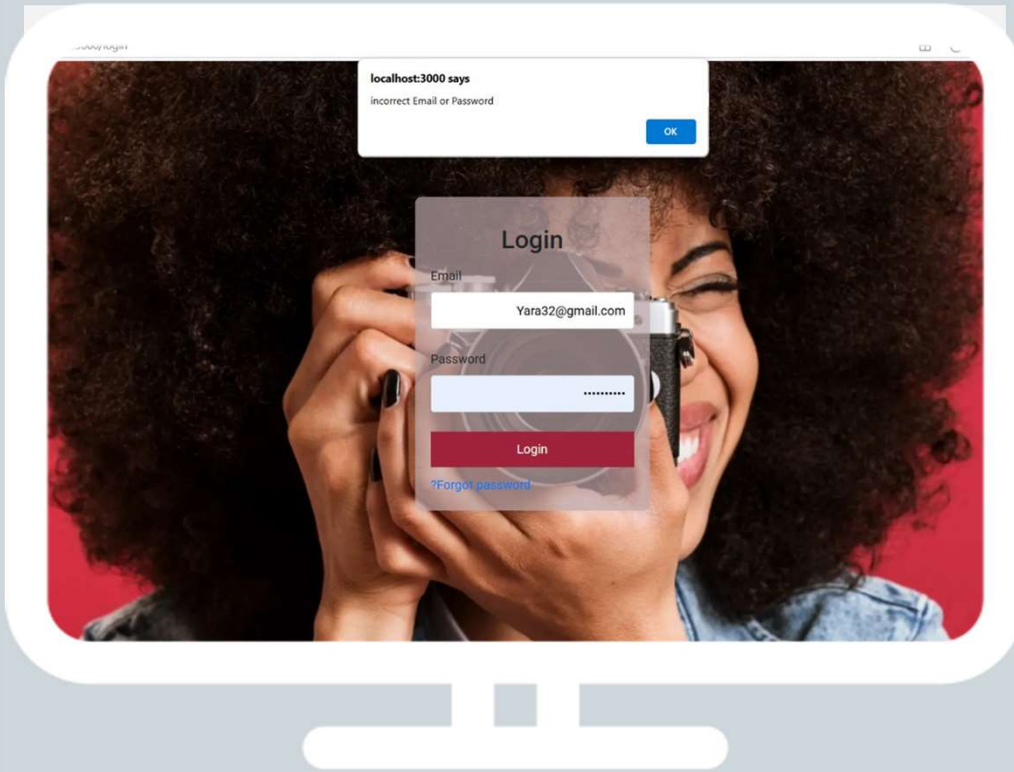 localhost:3000 says
incorrect Email or Password
OK
Login
Email
Yara32@gmail.com
Password
Login
?Forgot password